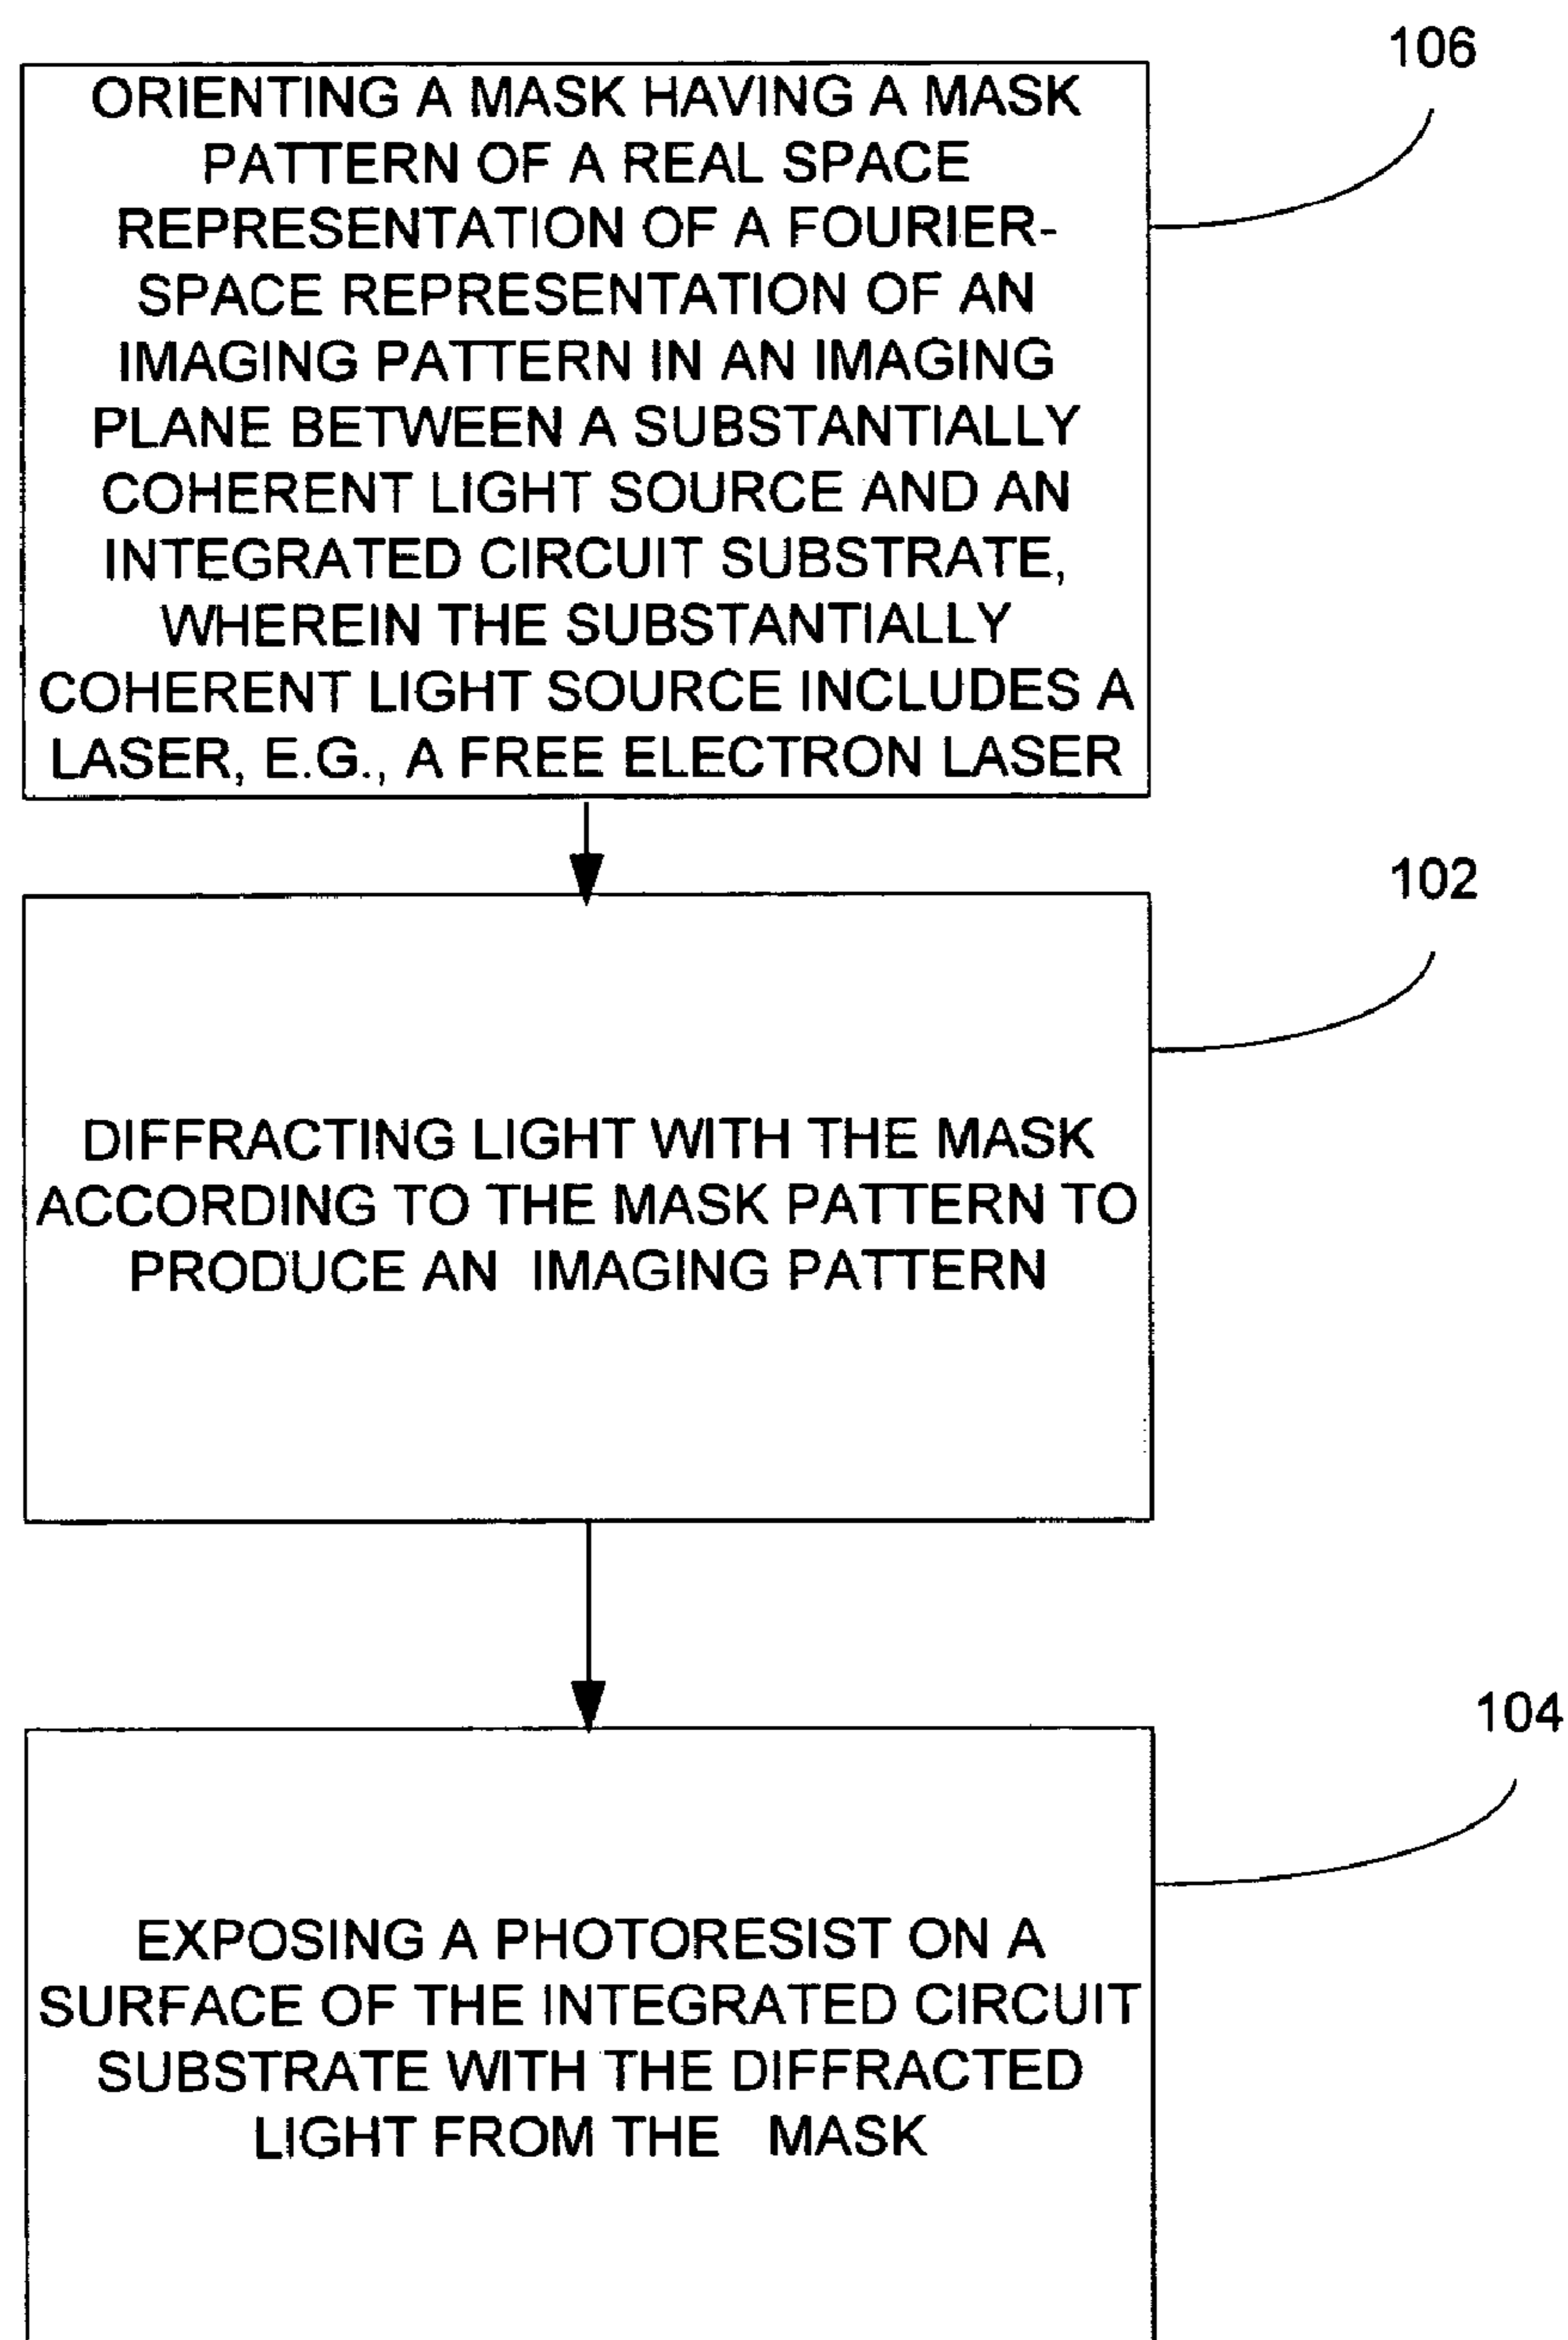 106
ORIENTING A MASK HAVING A MASK
PATTERN OF A REAL SPACE
REPRESENTATION OF A FOURIER-
SPACE REPRESENTATION OF AN
IMAGING PATTERN IN AN IMAGING
PLANE BETWEEN A SUBSTANTIALLY
COHERENT LIGHT SOURCE AND AN
INTEGRATED CIRCUIT SUBSTRATE,
WHEREIN THE SUBSTANTIALLY
COHERENT LIGHT SOURCE INCLUDES A
LASER, E.G., A FREE ELECTRON LASER
102
DIFFRACTING LIGHT WITH THE MASK
ACCORDING TO THE MASK PATTERN TO
PRODUCE AN IMAGING PATTERN
104
EXPOSING A PHOTORESIST ON A
SURFACE OF THE INTEGRATED CIRCUIT
SUBSTRATE WITH THE DIFFRACTED
LIGHT FROM THE MASK